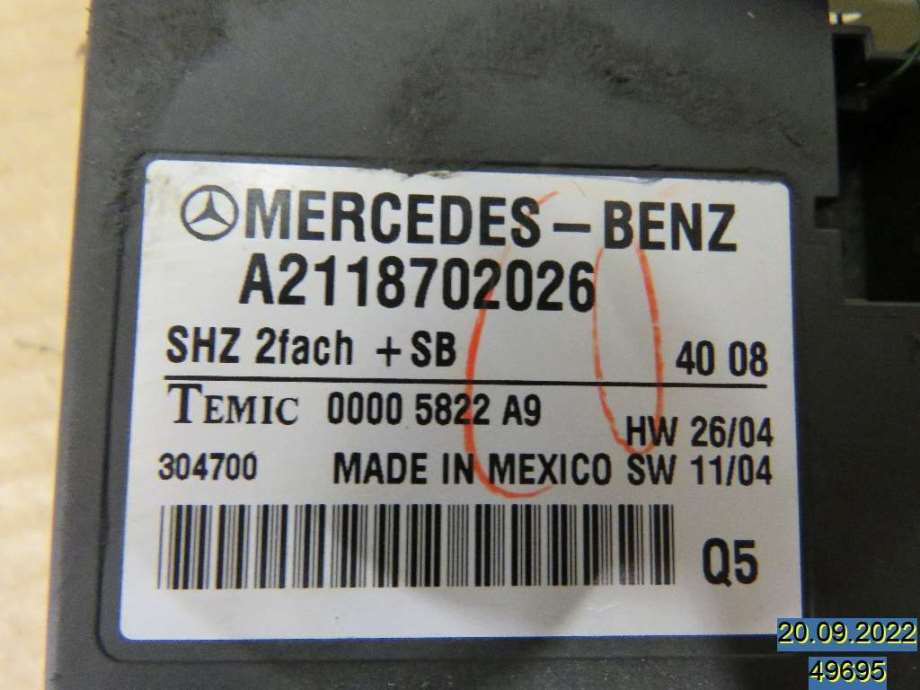 MERCEDES-BENZ
A2118702026
SHZ 2fach +SB 40 08
TEMIC 0000 5822 A9
HW 26/04
304700 MADE IN MEXICO SW 11/04
Q5
20.09.2022
49695